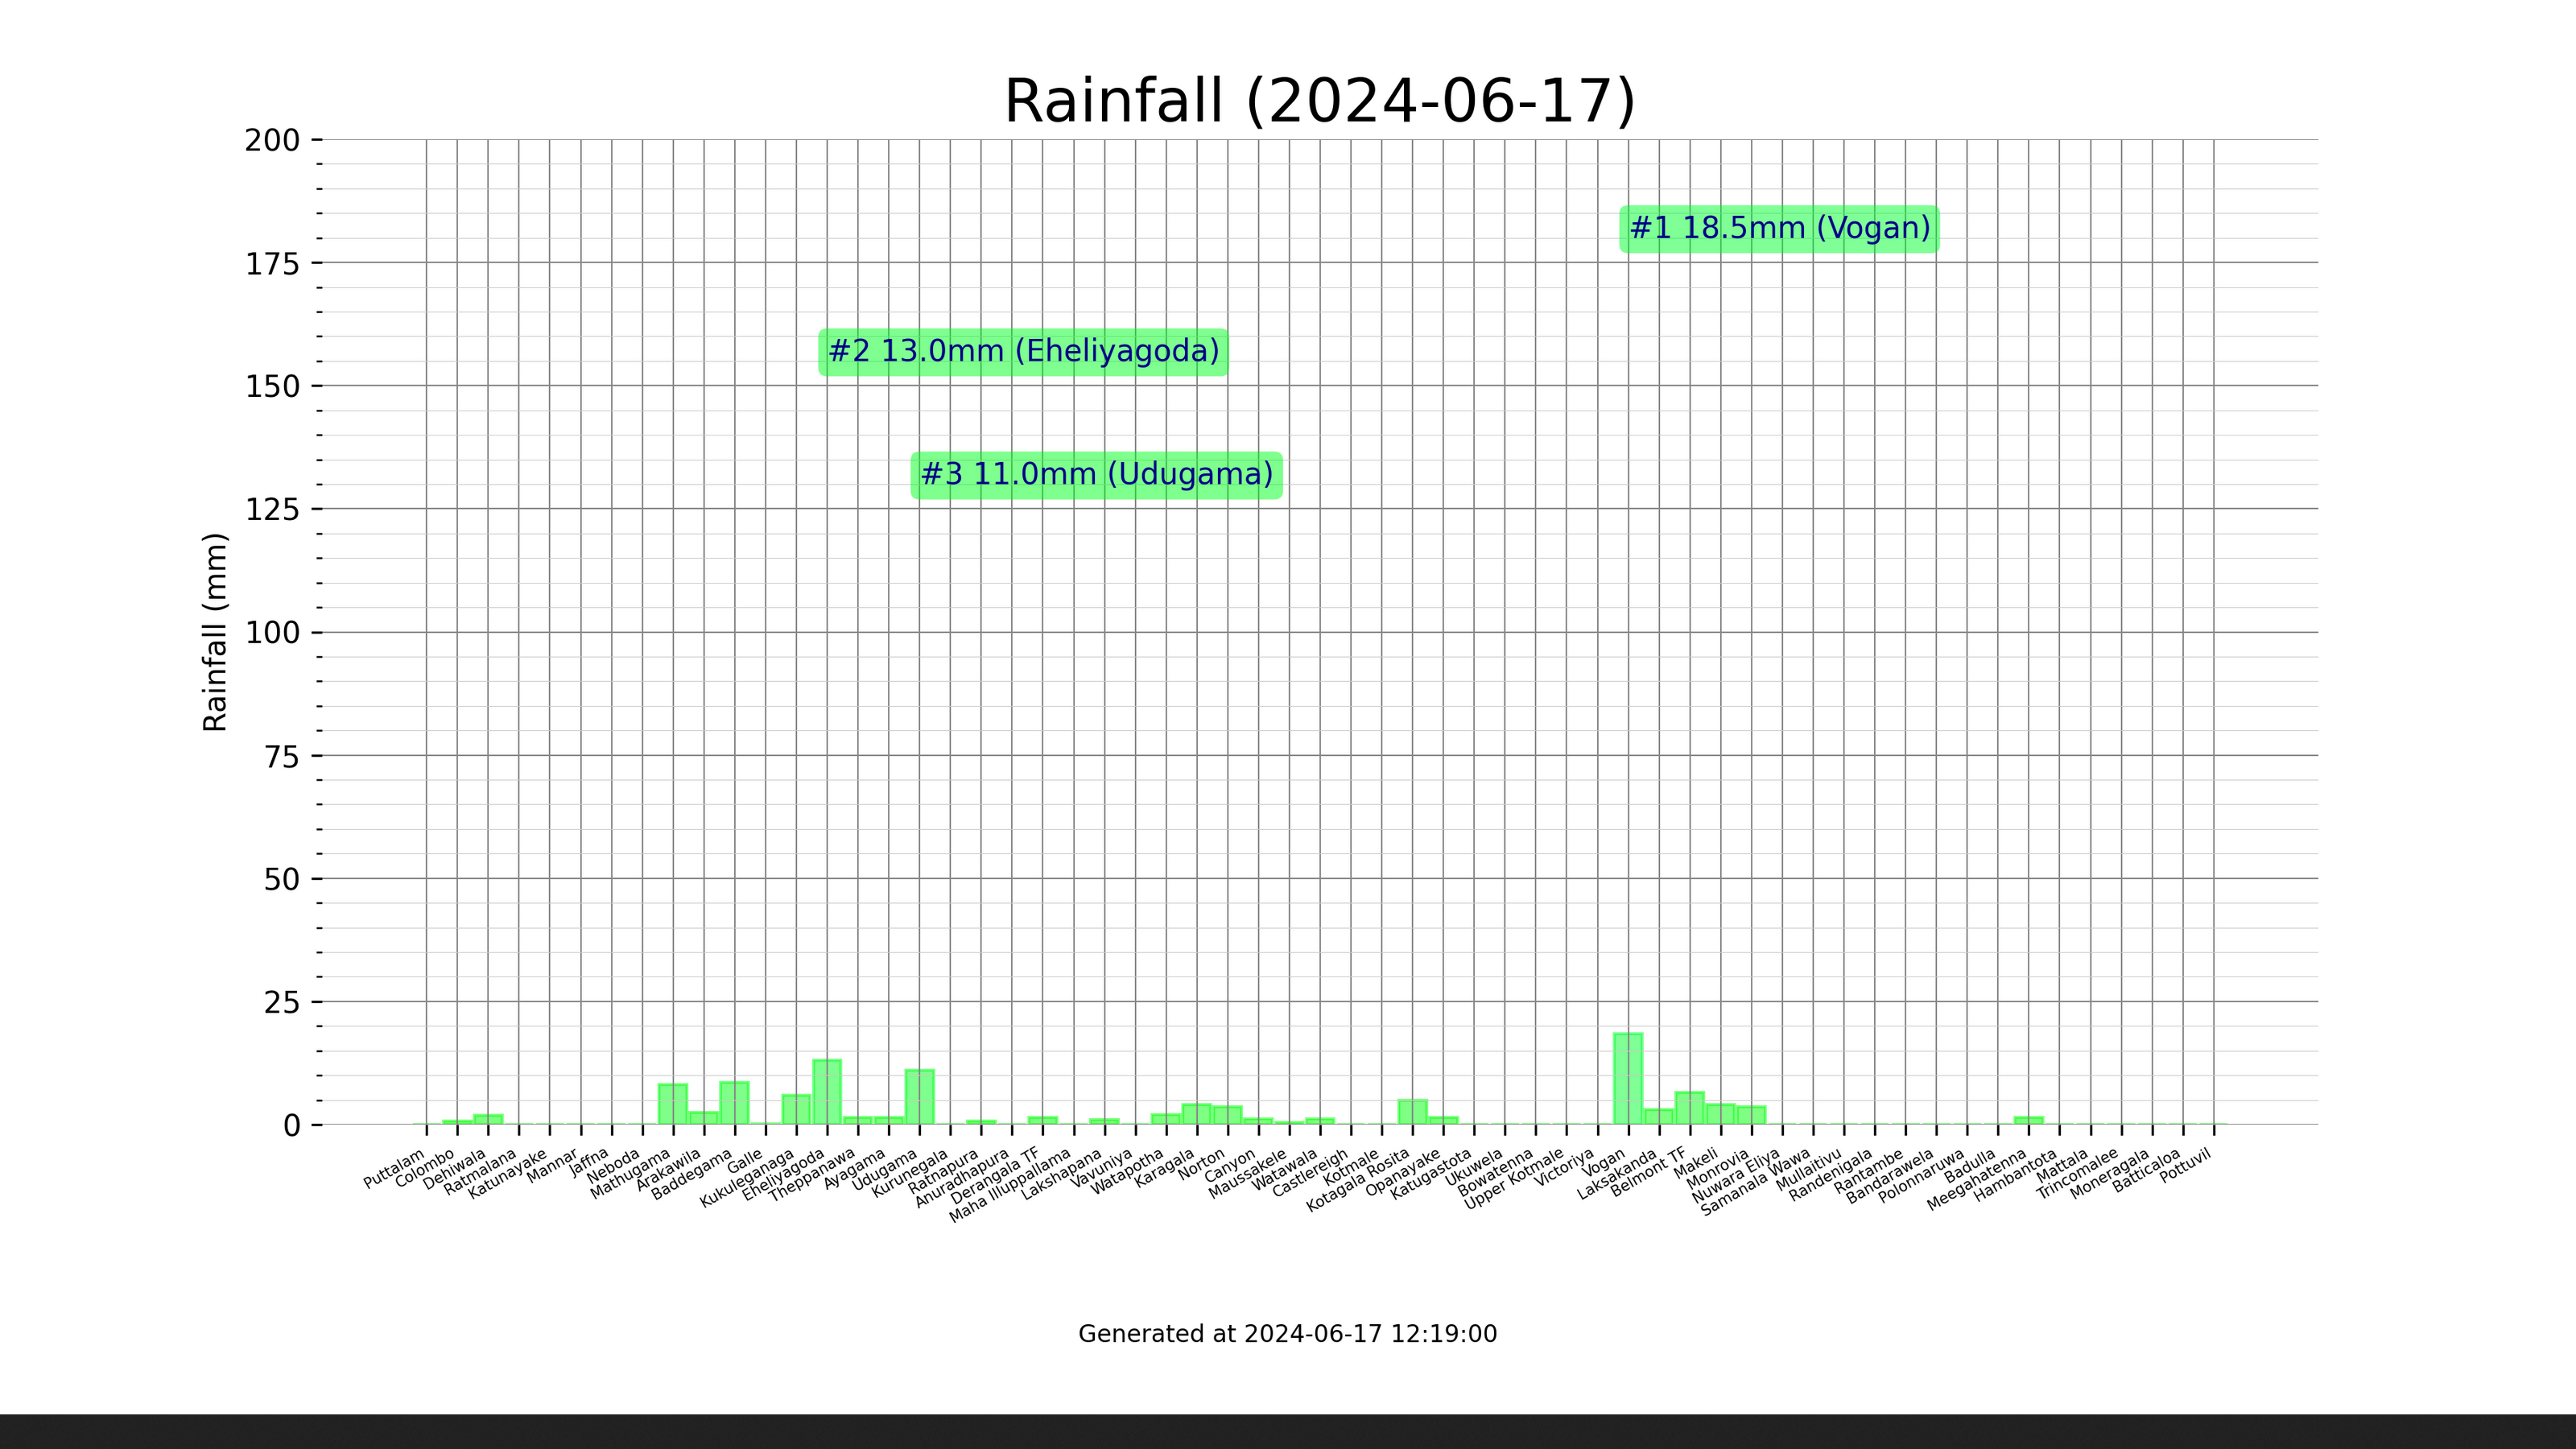 Rainfall (2024-06-17)
200
175
150
125
100
75
50
25
0
Rainfall (mm)
#1 18.5mm (Vogan)
#2 13.0mm (Eheliyagoda)
#3 11.0mm (Udugama)
Puttalam
Colombo
Dehiwala
Ratmalana
Katunayake
Mannar
Jaffna
Neboda
Mathugama
Arakawila
Baddegama
Galle
Kukuleganaga
Eheliyagoda
Theppanawa
Ayagama
Udugama
Kurunegala
Ratnapura
Anuradhapura
Derangala TF
Maha Illuppallama
Lakshapana
Vavuniya
Watapotha
Karagala
Norton
Canyon
Maussakele
Watawala
Castlereigh
Kotmale
Kotagala Rosita
Opanayake
Katugastota
Ukuwela
Bowatenna
Upper Kotmale
Victoriya
Vogan
Laksakanda
Belmont TF
Makeli
Monrovia
Nuwara Eliya
Samanala Wawa
Mullaitivu
Randenigala
Rantambe
Bandarawela
Polonnaruwa
Badulla
Meegahatenna
Hambantota
Mattala
Trincomalee
Moneragala
Batticaloa
Pottuvil
Generated at 2024-06-17 12:19:00